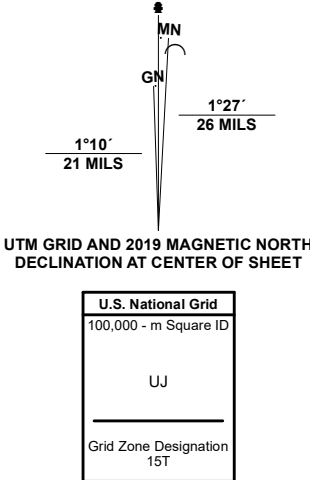 MN
GN
1°27´
26 MILS
1°10´
21 MILS
UTM GRID AND 2019 MAGNETIC NORTH
DECLINATION AT CENTER OF SHEET
U.S. National Grid
100,000 - m Square ID
UJ
Grid Zone Designation
15T